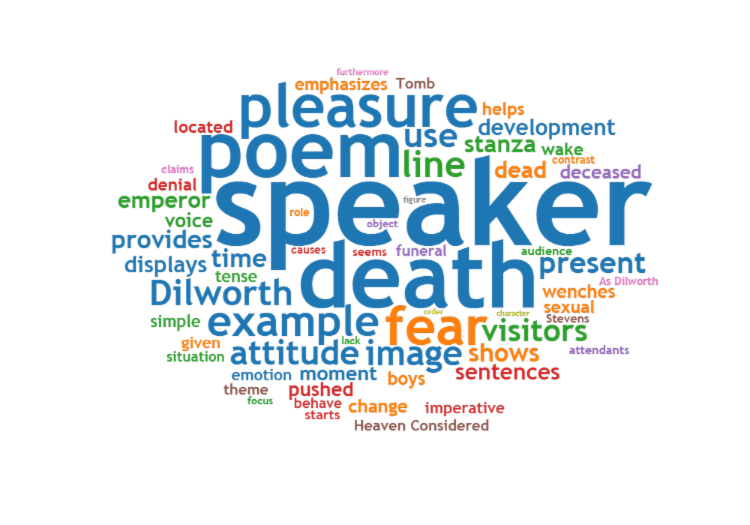 furthermore
emphasizes Tomb
pleasure helps
located use development
poem line stanza wake
claims dead contrast deceased
denial speaker
emperor figure
voice role object
provides time causes seems funeral audience present
displays tense death As Dilworth
Dilworth wenches
simple example fear order character sexual
visitors Stevens
given lack
situation attitude image shows attendants
emotion moment boys sentences
theme pushed
focus behave change imperative
starts
Heaven Considered